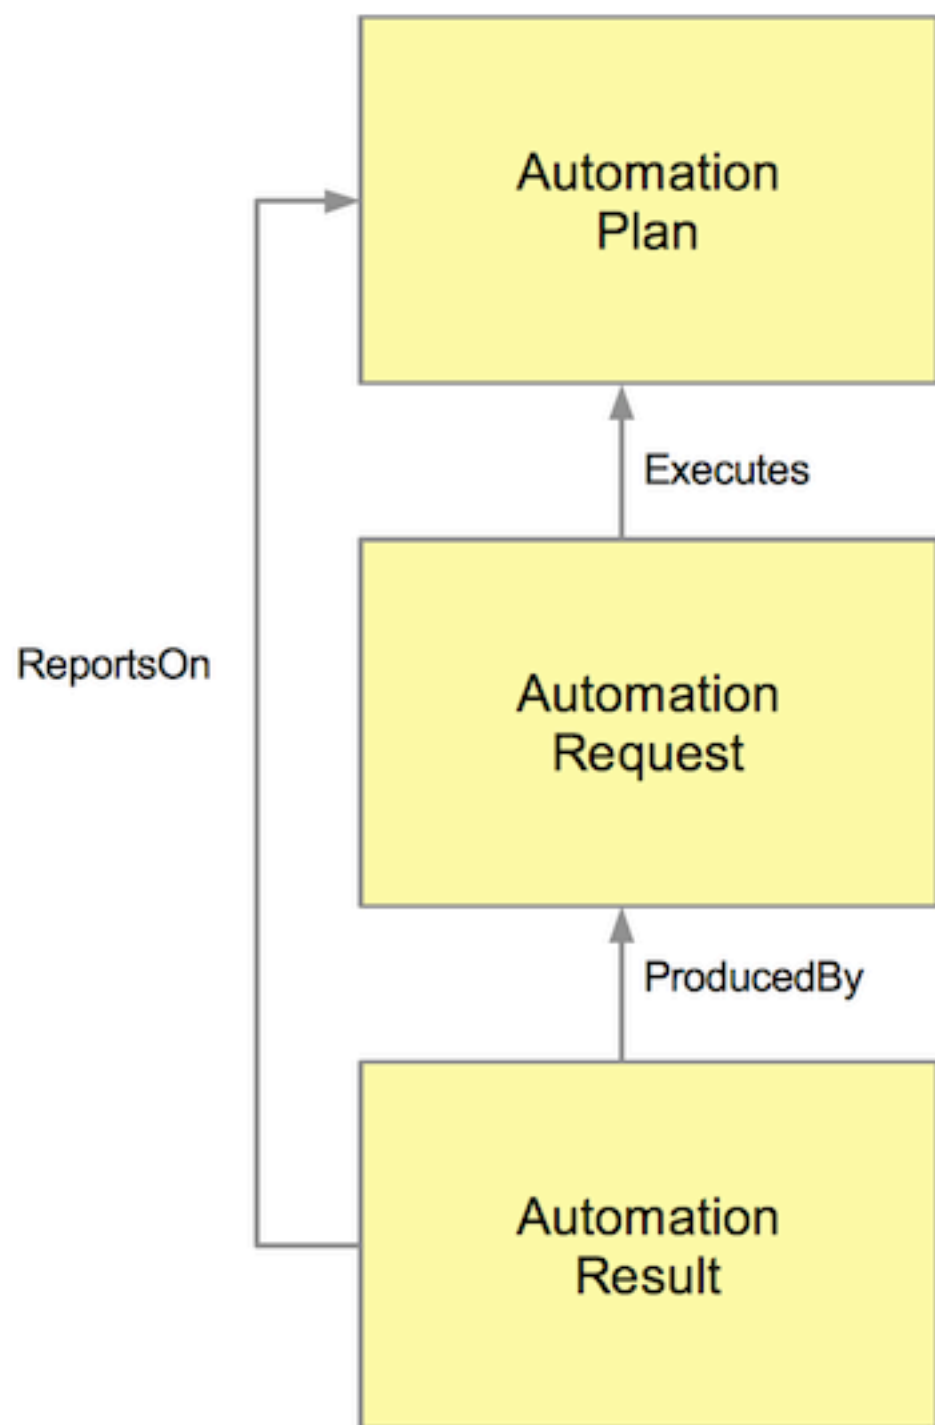 Automation
Plan
Executes
ReportsOn
Automation
Request
ProducedBy
Automation
Result